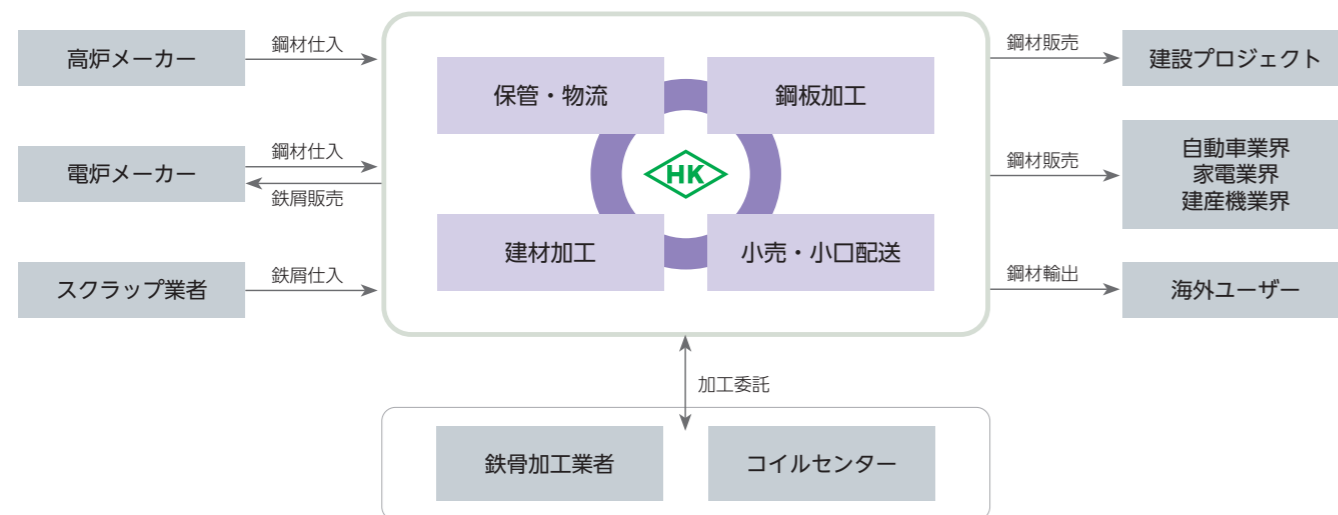 高炉メーカー
鋼材仕入
電炉メーカー
鋼材仕入
鉄屑販売
スクラップ業者
鉄屑仕入
保管・物流
鋼板加工
HK
建材加工
小売・小口配送
鋼材販売
建設プロジェクト
鋼材販売
自動車業界
家電業界
建産機業界
鋼材輸出
海外ユーザー
加工委託
鉄骨加工業者
コイルセンター